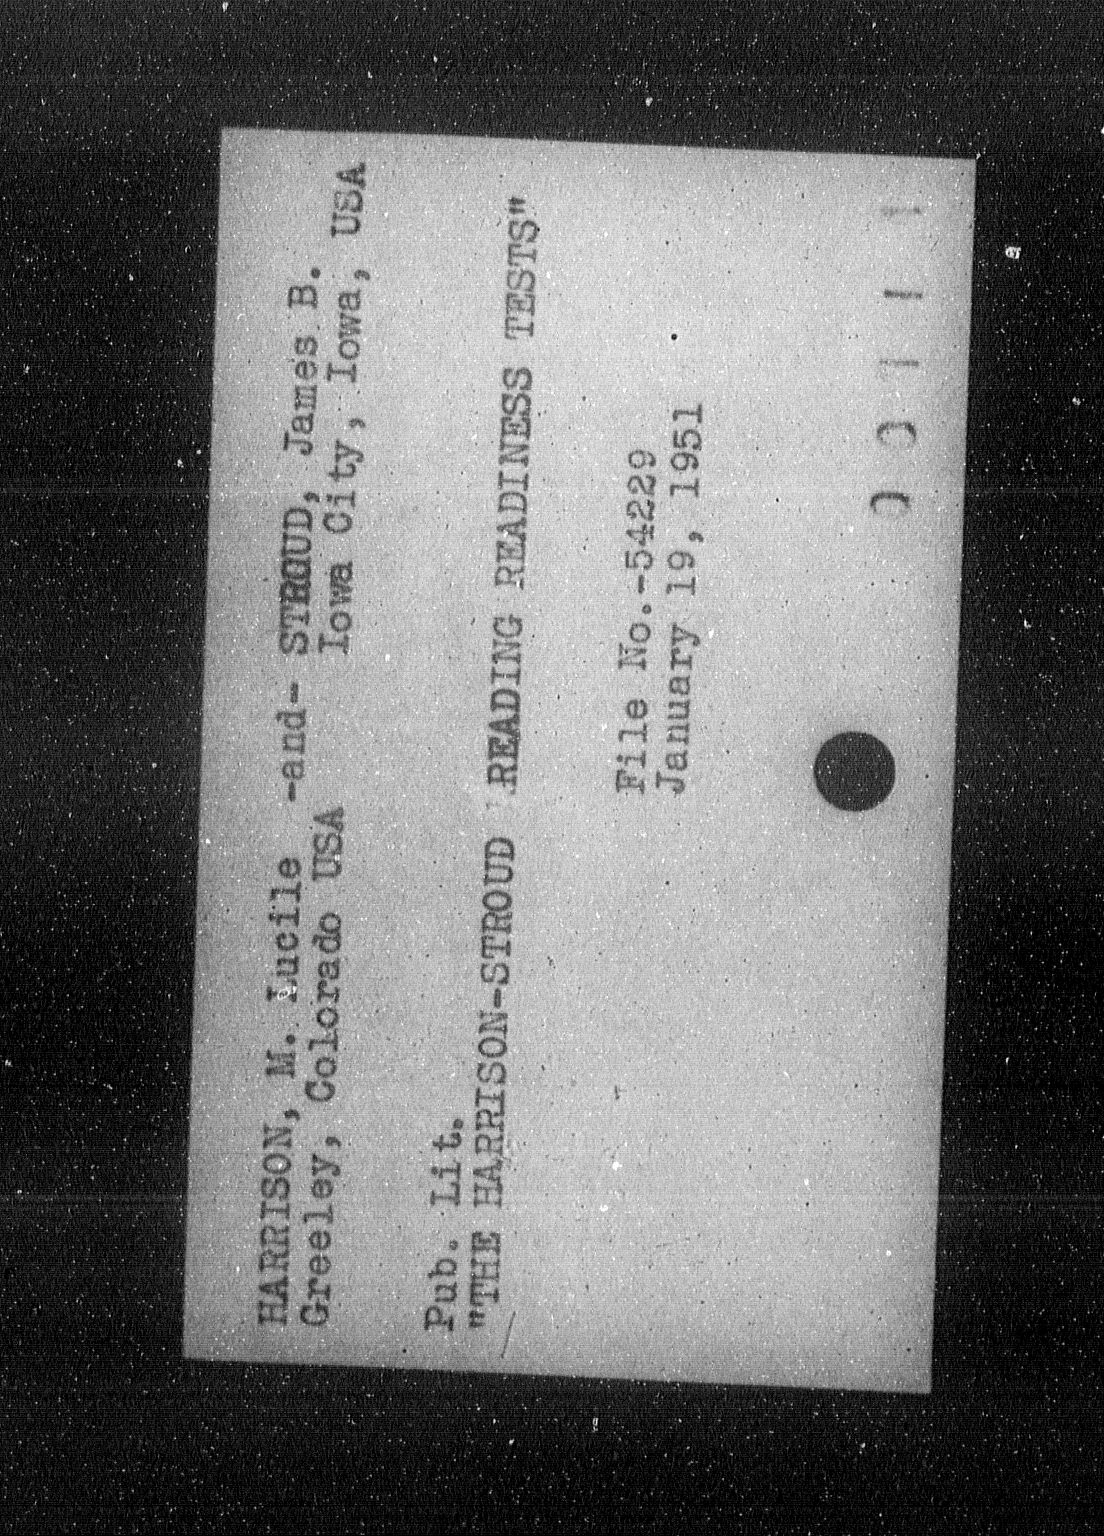 HARRISON, M. Lucile -and- STROUD, James B.
Greeley, Colorado USA Iowa City, Iowa, USA
Pub. Lit.
"THE HARRISON-STROUD READING READINESS TESTS"
File No.-54229
January 19, 1951